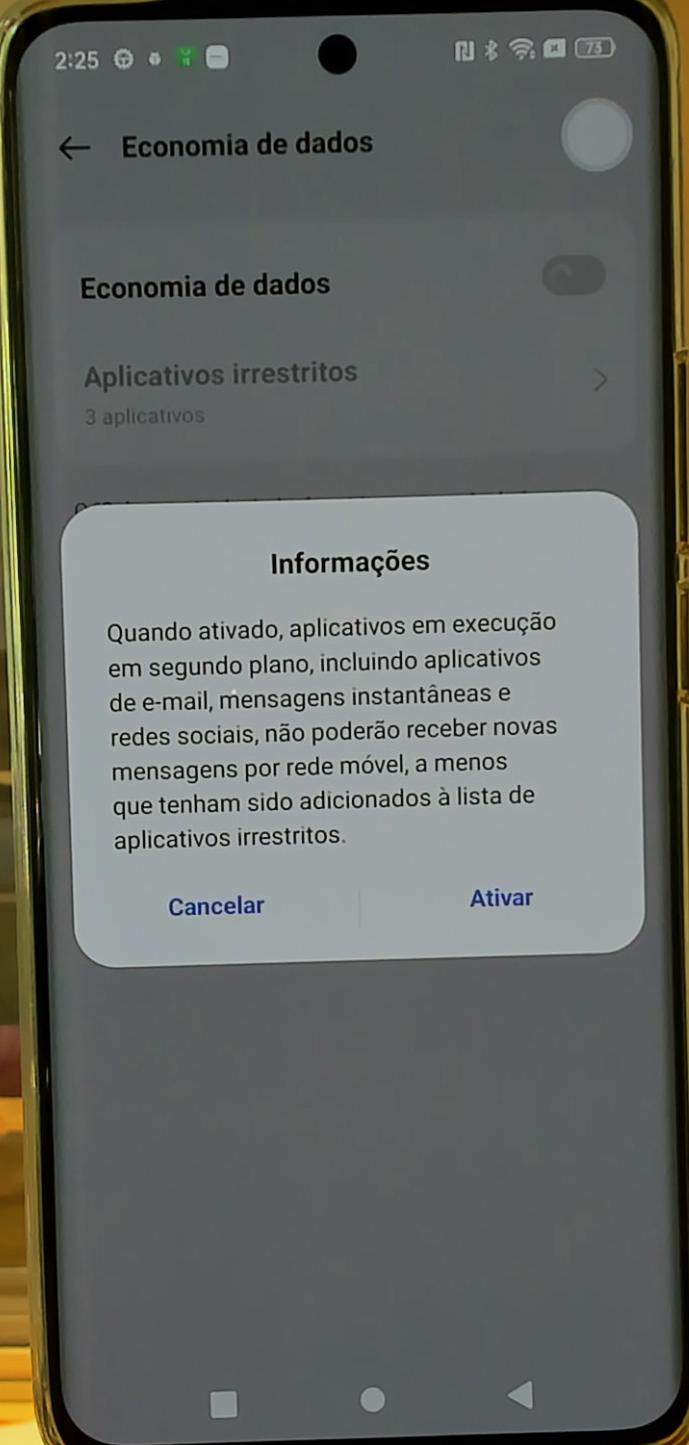 2:25
73
Economia de dados
Economia de dados
Aplicativos irrestritos
3 aplicativos
Informações
Quando ativado, aplicativos em execução
em segundo plano, incluindo aplicativos
de e-mail, mensagens instantâneas e
redes sociais, não poderão receber novas
mensagens por rede móvel, a menos
que tenham sido adicionados à lista de
aplicativos irrestritos.
Cancelar
Ativar